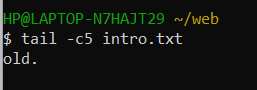 HP@LAPTOP-N7HAJT29 ~/web
$ tail -c5 intro.txt
old.